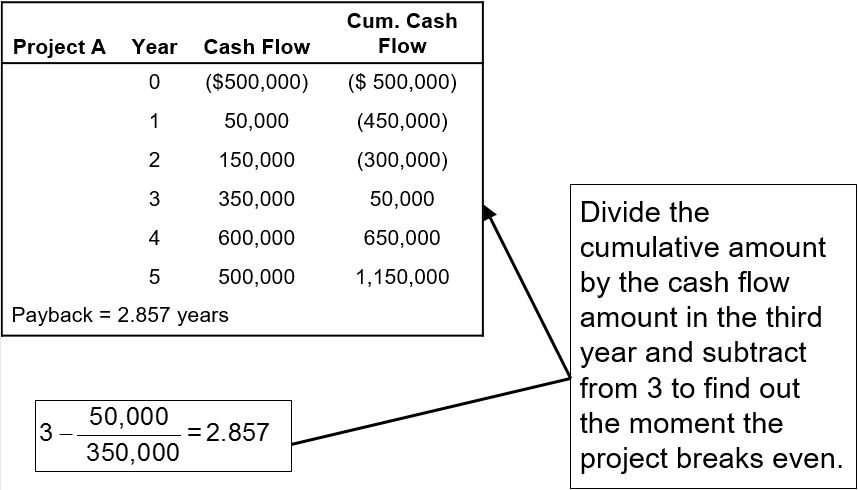 Project A Year Cash Flow Cum. Cash Flow
0 ($500,000) ($ 500,000)
1 50,000 (450,000)
2 150,000 (300,000)
3 350,000 50,000
4 600,000 650,000
5 500,000 1,150,000
Payback = 2.857 years
Divide the
cumulative amount
by the cash flow
amount in the third
year and subtract
from 3 to find out
the moment the
project breaks even.
3 − 50,000 / 350,000 = 2.857